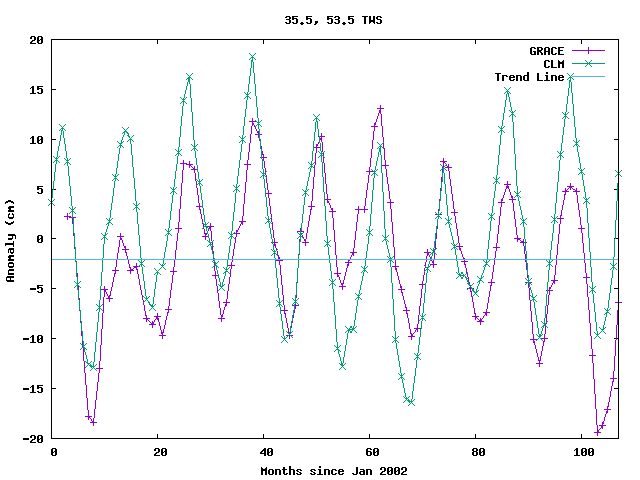 35.5, 53.5 TWS
GRACE
CLM
Trend Line
20
15
10
5
0
-5
-10
-15
-20
Anomaly (cm)
0 20 40 60 80 100
Months since Jan 2002